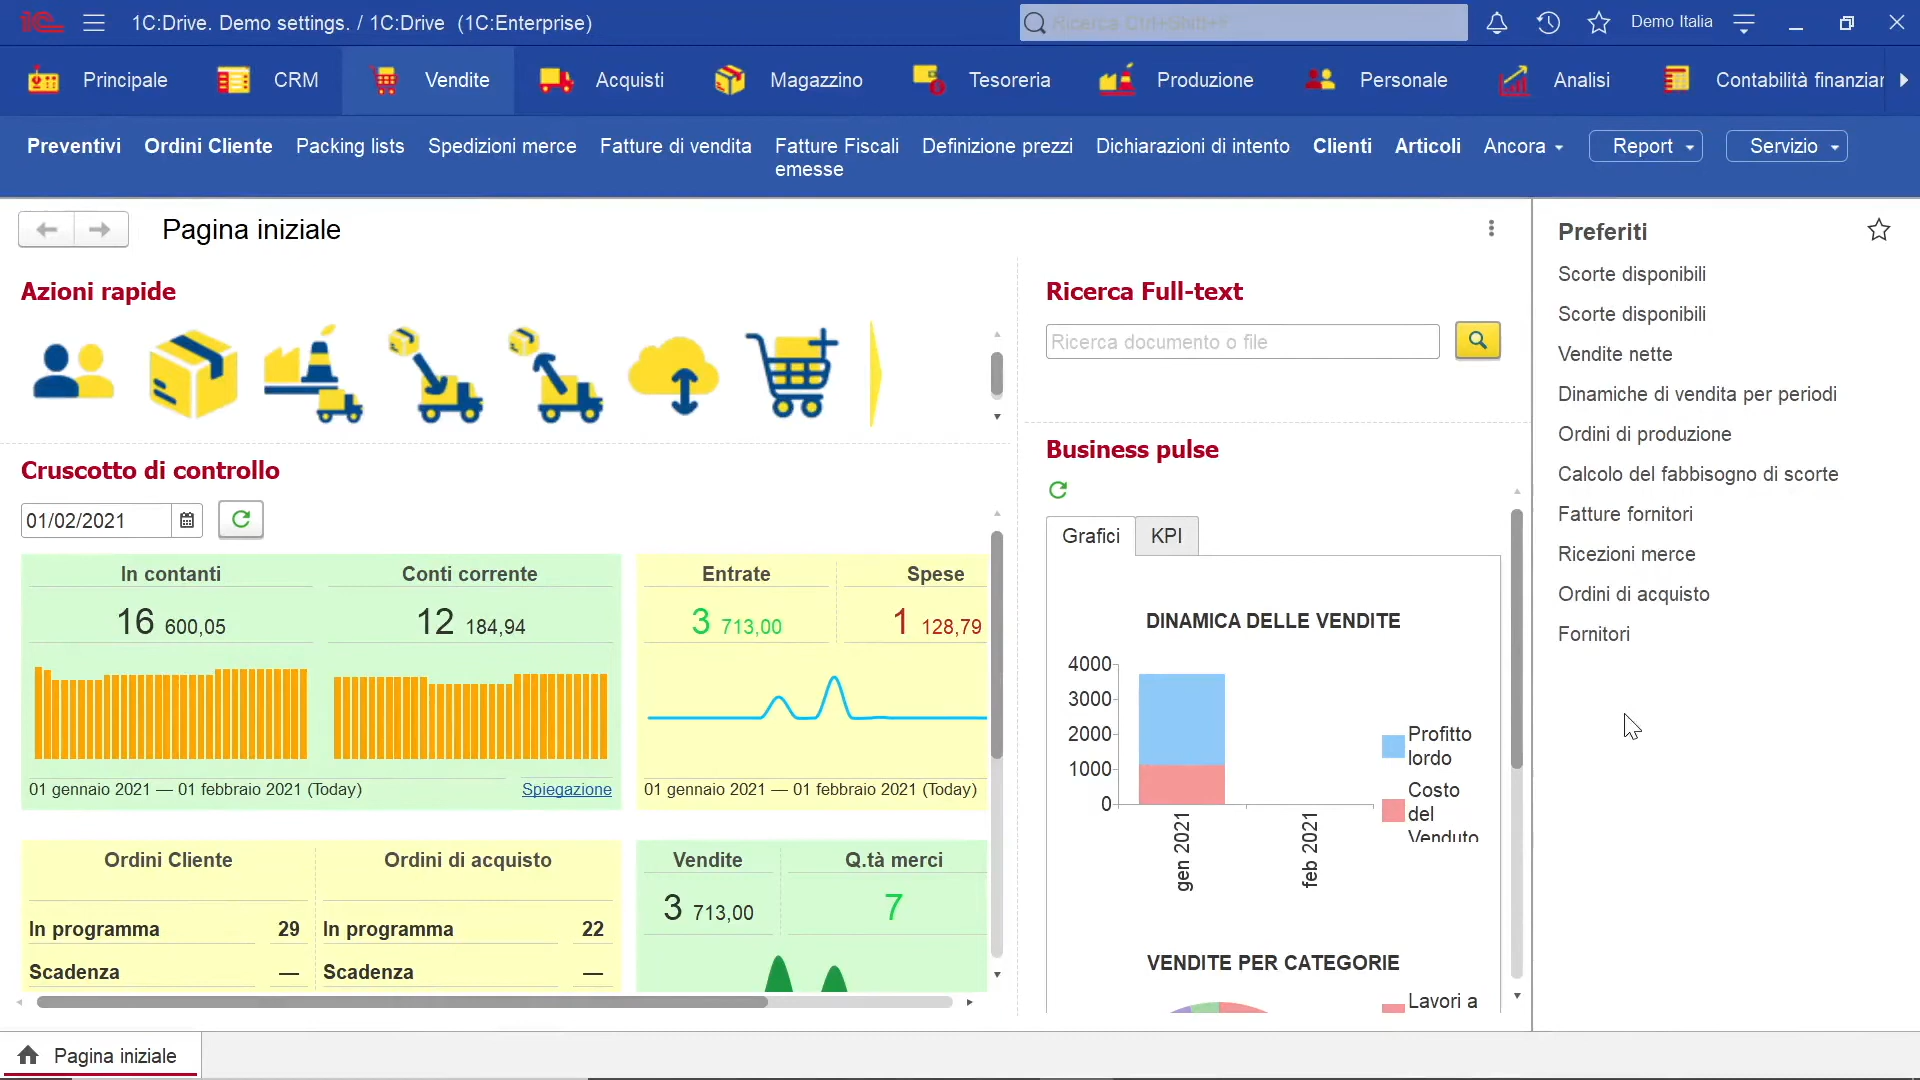 1C:Drive. Demo settings. / 1C:Drive (1C:Enterprise)
Ricerca Ctrl+Shift+F
Demo Italia
Principale
CRM
Vendite
Acquisti
Magazzino
Tesoreria
Produzione
Personale
Analisi
Contabilità finanziar
Preventivi
Ordini Cliente
Packing lists
Spedizioni merce
Fatture di vendita
Fatture Fiscali
emesse
Definizione prezzi
Dichiarazioni di intento
Clienti
Articoli
Ancora
Report
Servizio
Pagina iniziale
Azioni rapide
Cruscotto di controllo
01/02/2021
In contanti
Conti corrente
16 600,05
12 184,94
01 gennaio 2021 — 01 febbraio 2021 (Today)
Spiegazione
Entrate
Spese
3 713,00
1 128,79
01 gennaio 2021 — 01 febbraio 2021 (Today)
Ordini Cliente
Ordini di acquisto
In programma 29
In programma 22
Scadenza —
Scadenza —
Vendite
Q.tà merci
3 713,00
7
Ricerca Full-text
Ricerca documento o file
Business pulse
Grafici
KPI
DINAMICA DELLE VENDITE
4000
3000
2000
1000
0
gen 2021
feb 2021
Profitto
lordo
Costo
del
Venduto
VENDITE PER CATEGORIE
Lavori a
Preferiti
Scorte disponibili
Scorte disponibili
Vendite nette
Dinamiche di vendita per periodi
Ordini di produzione
Calcolo del fabbisogno di scorte
Fatture fornitori
Ricezioni merce
Ordini di acquisto
Fornitori
Pagina iniziale